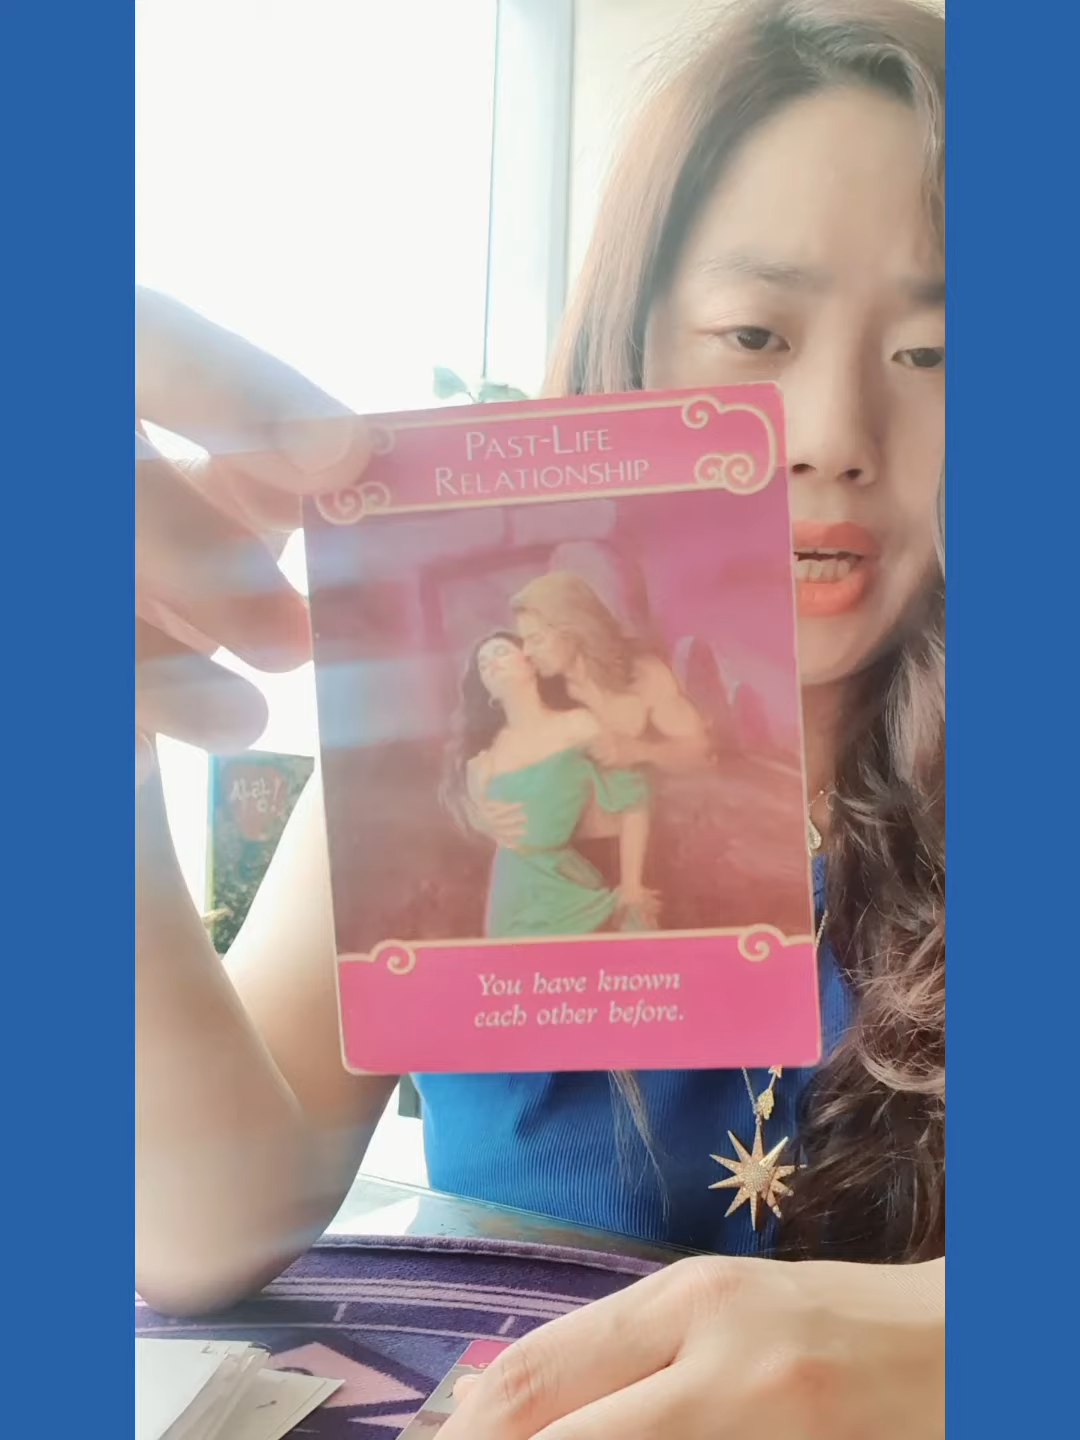 PAST-LIFE
RELATIONSHIP
사랑!
You have known
each other before.